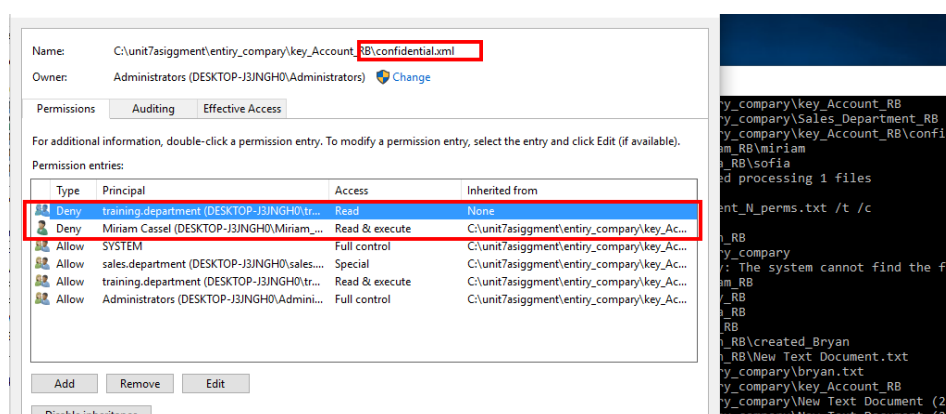 Name: C:\unit7asiggment\entiry_compary\key_Account_RB\confidential.xml
Owner: Administrators (DESKTOP-J3JNGH0\Administrators) Change
Permissions Auditing Effective Access
For additional information, double-click a permission entry. To modify a permission entry, select the entry and click Edit (if available).
Permission entries:
Type Principal Access Inherited from
Deny training.department (DESKTOP-J3JNGH0\tr... Read None
Deny Miriam Cassel (DESKTOP-J3JNGH0\Miriam_... Read & execute C:\unit7asiggment\entiry_compary\key_Ac...
Allow SYSTEM Full control C:\unit7asiggment\entiry_compary\key_Ac...
Allow sales.department (DESKTOP-J3JNGH0\sales.... Special C:\unit7asiggment\entiry_compary\key_Ac...
Allow training.department (DESKTOP-J3JNGH0\tr... Read & execute C:\unit7asiggment\entiry_compary\key_Ac...
Allow Administrators (DESKTOP-J3JNGH0\Admini... Full control C:\unit7asiggment\entiry_compary\key_Ac...
Add Remove Edit
Disable inheritance
ry_compary\key_Account_RB
ry_compary\Sales_Department_RB
ry_compary\key_Account_RB\confi
am_RB\miriam
a_RB\sofia
ed processing 1 files
ent_N_perms.txt /t /c
n_RB
ry_compary
y: The system cannot find the f
am_RB
y_RB
a_RB
_RB
n_RB\created_Bryan
n_RB\New Text Document.txt
ry_compary\bryan.txt
ry_compary\key_Account_RB
ry_compary\New Text Document (2